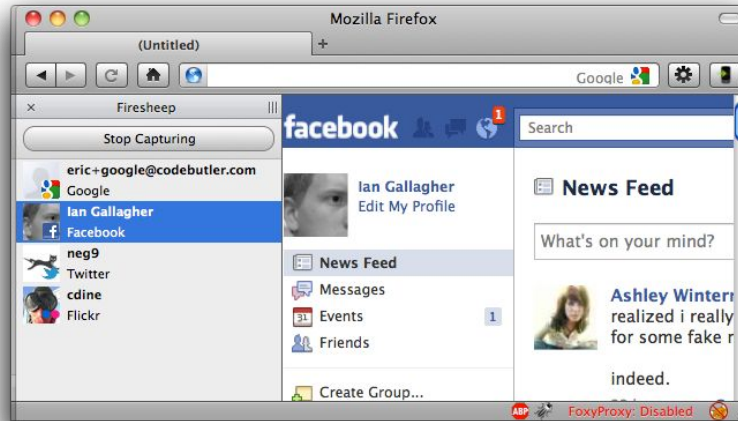 Mozilla Firefox
(Untitled)
+
Google
× Firesheep
Stop Capturing
eric+google@codebutler.com
Google
Ian Gallagher
Facebook
neg9
Twitter
cdine
Flickr
facebook
1
Search
Ian Gallagher
Edit My Profile
News Feed
Messages
31 Events 1
Friends
Create Group...
News Feed
What's on your mind?
Ashley
realized i really
for some fake
indeed.
ABP FoxyProxy: Disabled